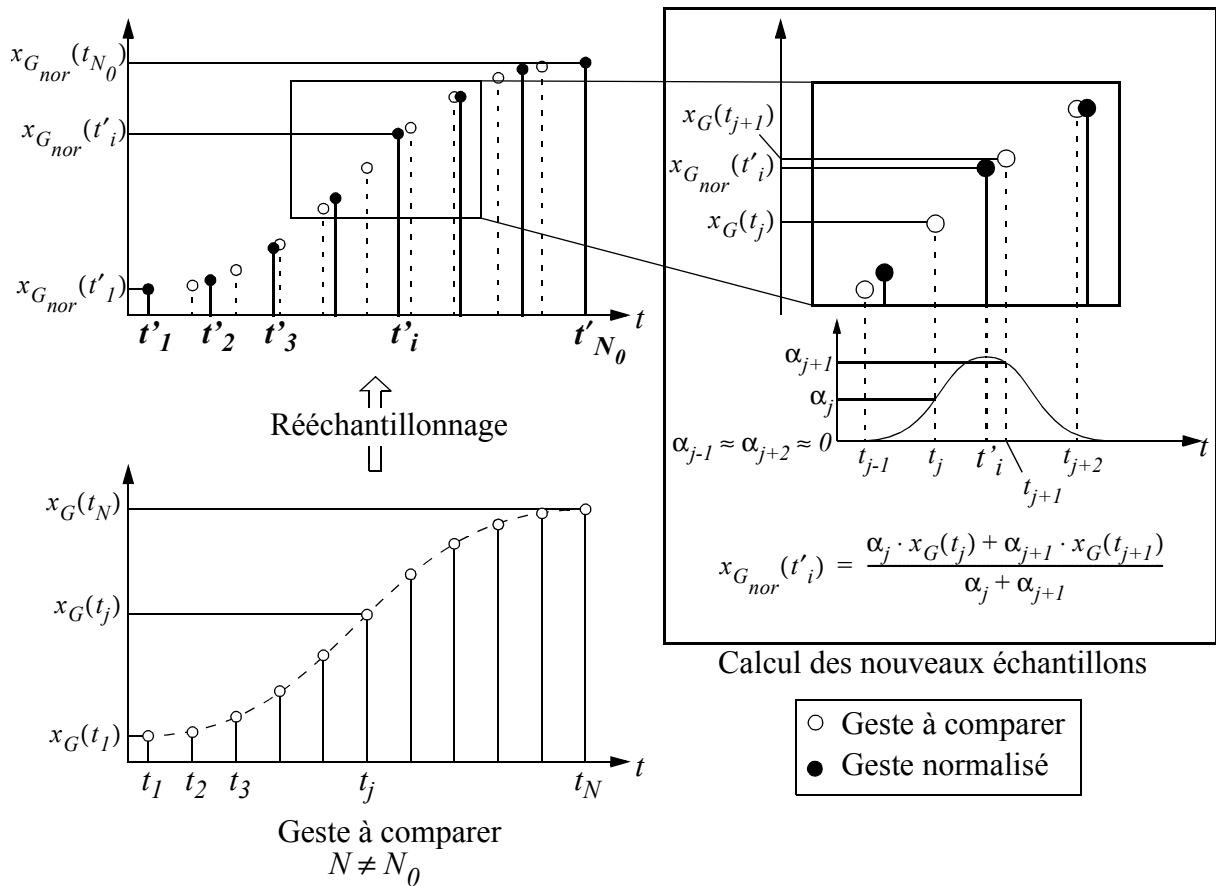 x_{G_{nor}}(t_{N_0})
x_{G_{nor}}(t'_i)
x_{G_{nor}}(t'_1)
t'_1 t'_2 t'_3 t'_i t'_{N_0} t
Rééchantillonnage
x_G(t_N)
x_G(t_j)
x_G(t_1)
t_1 t_2 t_3 t_j t_N t
Geste à comparer
N ≠ N_0
x_G(t_{j+1})
x_{G_{nor}}(t'_i)
x_G(t_j)
α_{j+1}
α_j
α_{j-1} ≈ α_{j+2} ≈ 0
t_{j-1} t_j t'_i t_{j+1} t_{j+2} t
x_{G_{nor}}(t'_i) = \frac{α_j · x_G(t_j) + α_{j+1} · x_G(t_{j+1})}{α_j + α_{j+1}}
Calcul des nouveaux échantillons
Geste à comparer
Geste normalisé